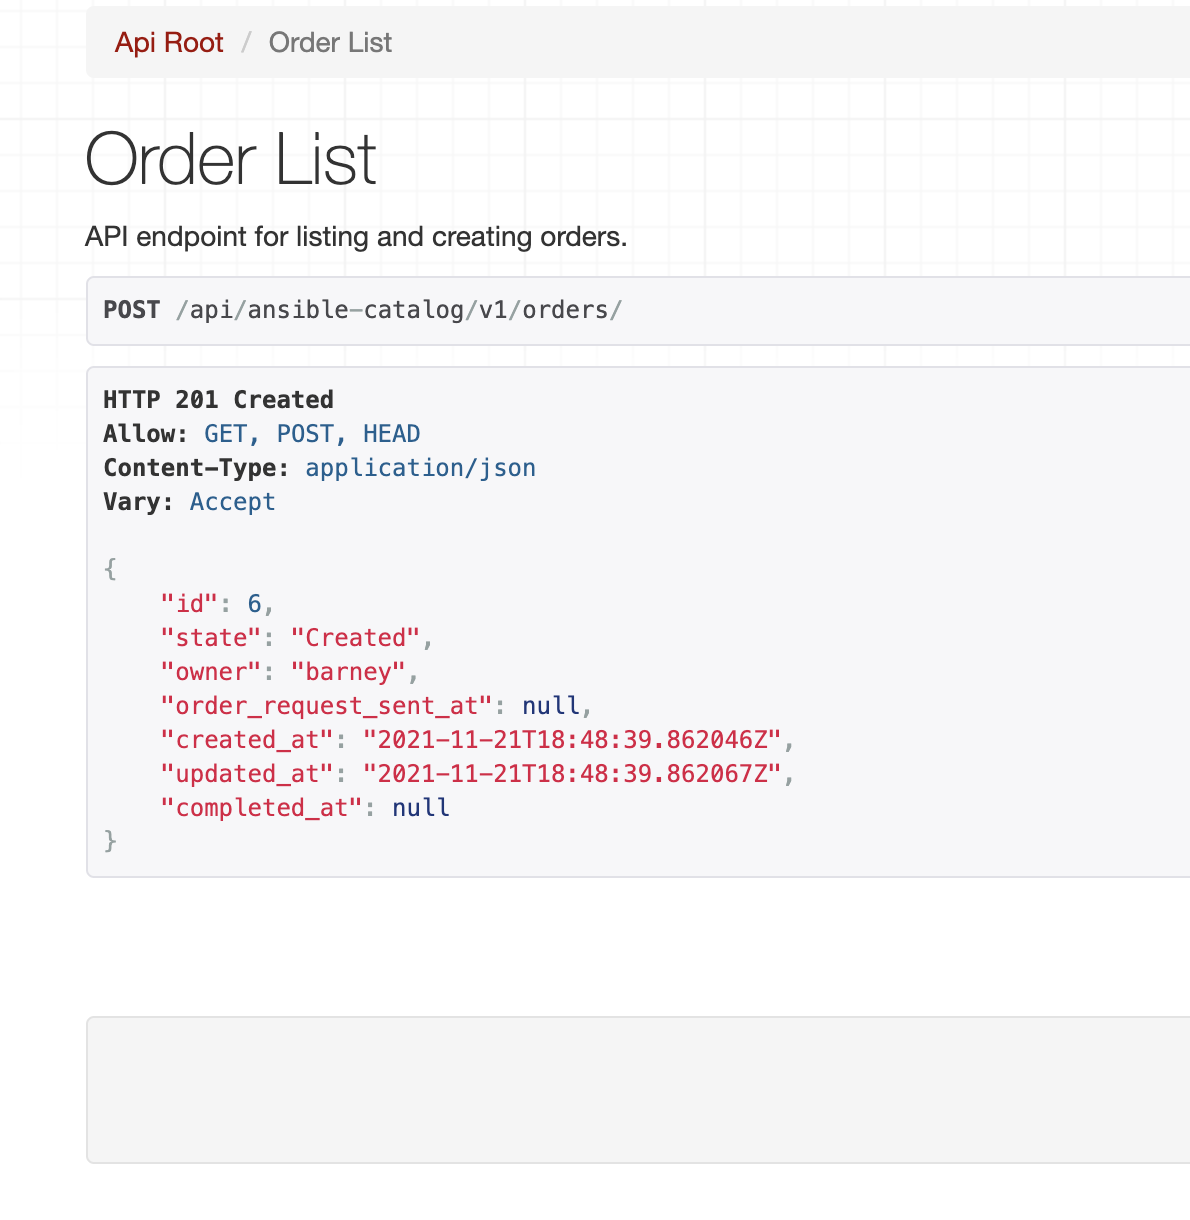 Api Root / Order List
Order List
API endpoint for listing and creating orders.
POST /api/ansible-catalog/v1/orders/
HTTP 201 Created
Allow: GET, POST, HEAD
Content-Type: application/json
Vary: Accept
{
    "id": 6,
    "state": "Created",
    "owner": "barney",
    "order_request_sent_at": null,
    "created_at": "2021-11-21T18:48:39.862046Z",
    "updated_at": "2021-11-21T18:48:39.862067Z",
    "completed_at": null
}